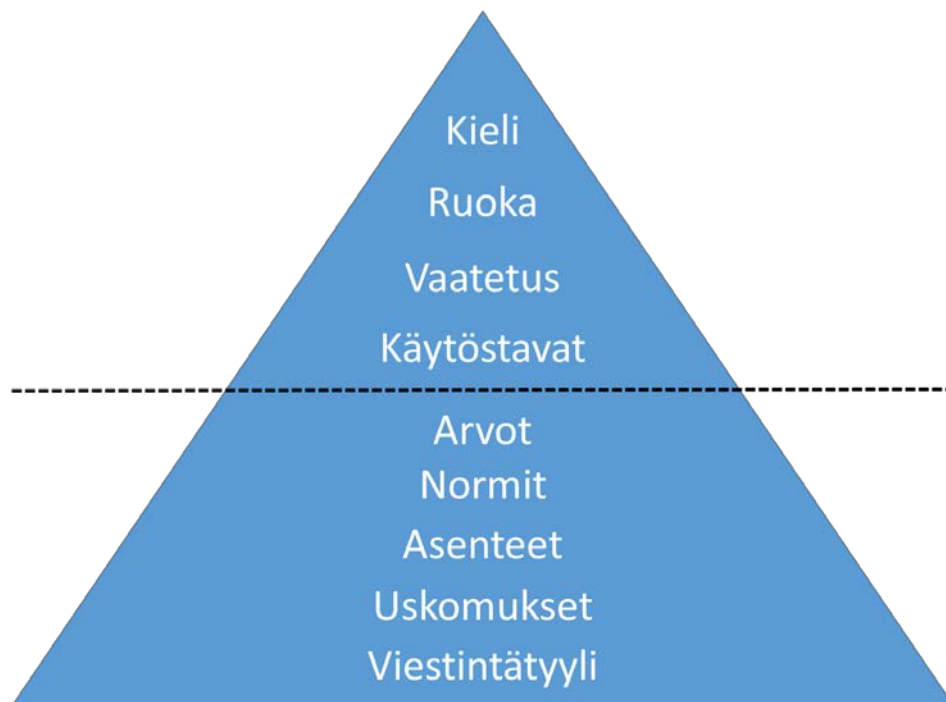 Kieli
Ruoka
Vaatetus
Käytöstavat
Arvot
Normit
Asenteet
Uskomukset
Viestintätyyli